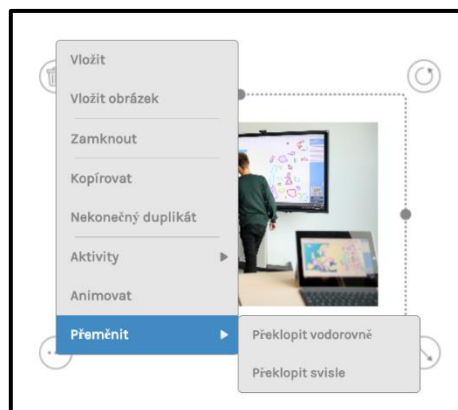 Vložit
Vložit obrázek
Zamknout
Kopírovat
Nekonečný duplikát
Aktivity
Animovat
Přeměnit
Překlopit vodorovně
Překlopit svisle